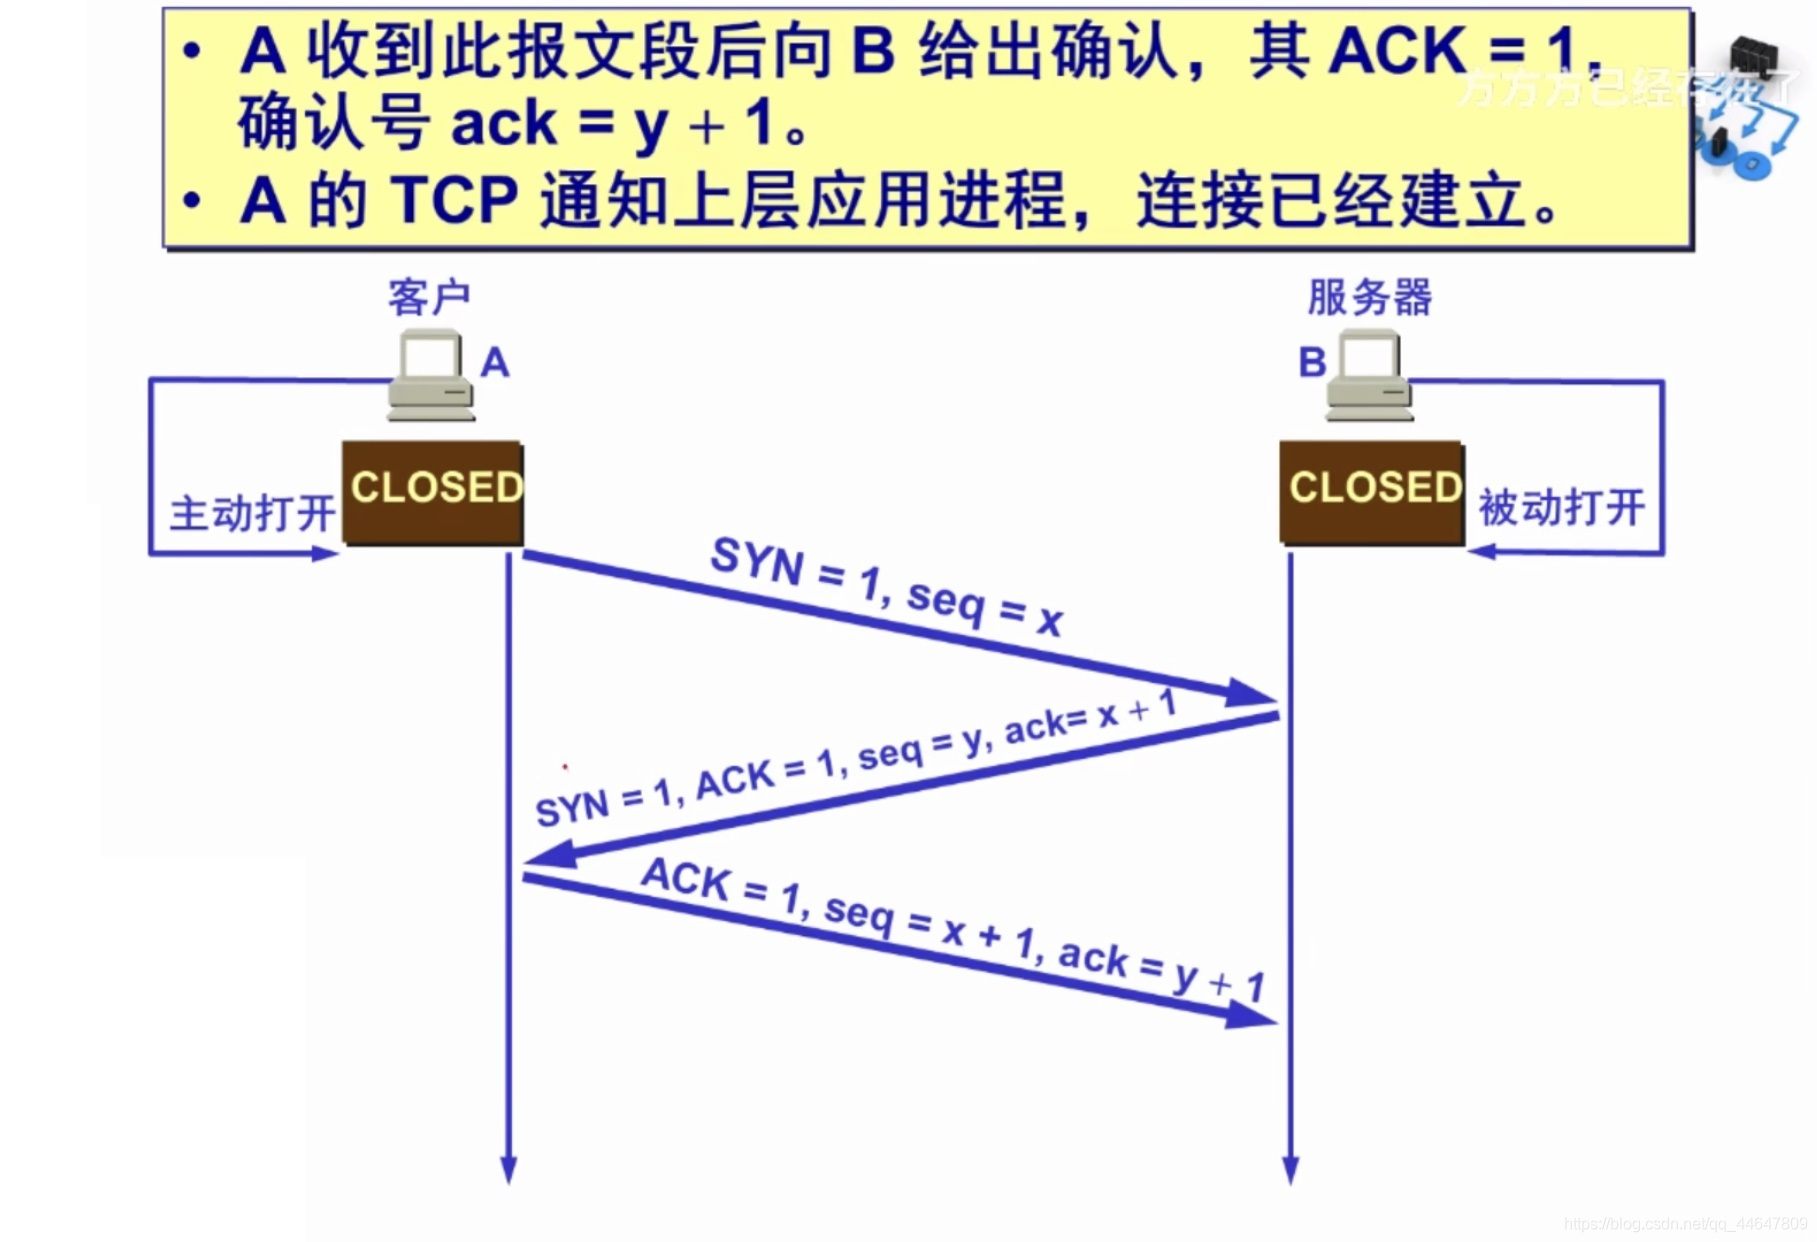 • A 收到此报文段后向 B 给出确认，其 ACK = 1，
确认号 ack = y + 1。
• A 的 TCP 通知上层应用进程，连接已经建立。
方方方已经存在了
客户
服务器
A
B
CLOSED
CLOSED
主动打开
被动打开
SYN = 1, seq = x
SYN = 1, ACK = 1, seq = y, ack= x + 1
ACK = 1, seq = x + 1, ack = y + 1
https://blog.csdn.net/qq_44647809